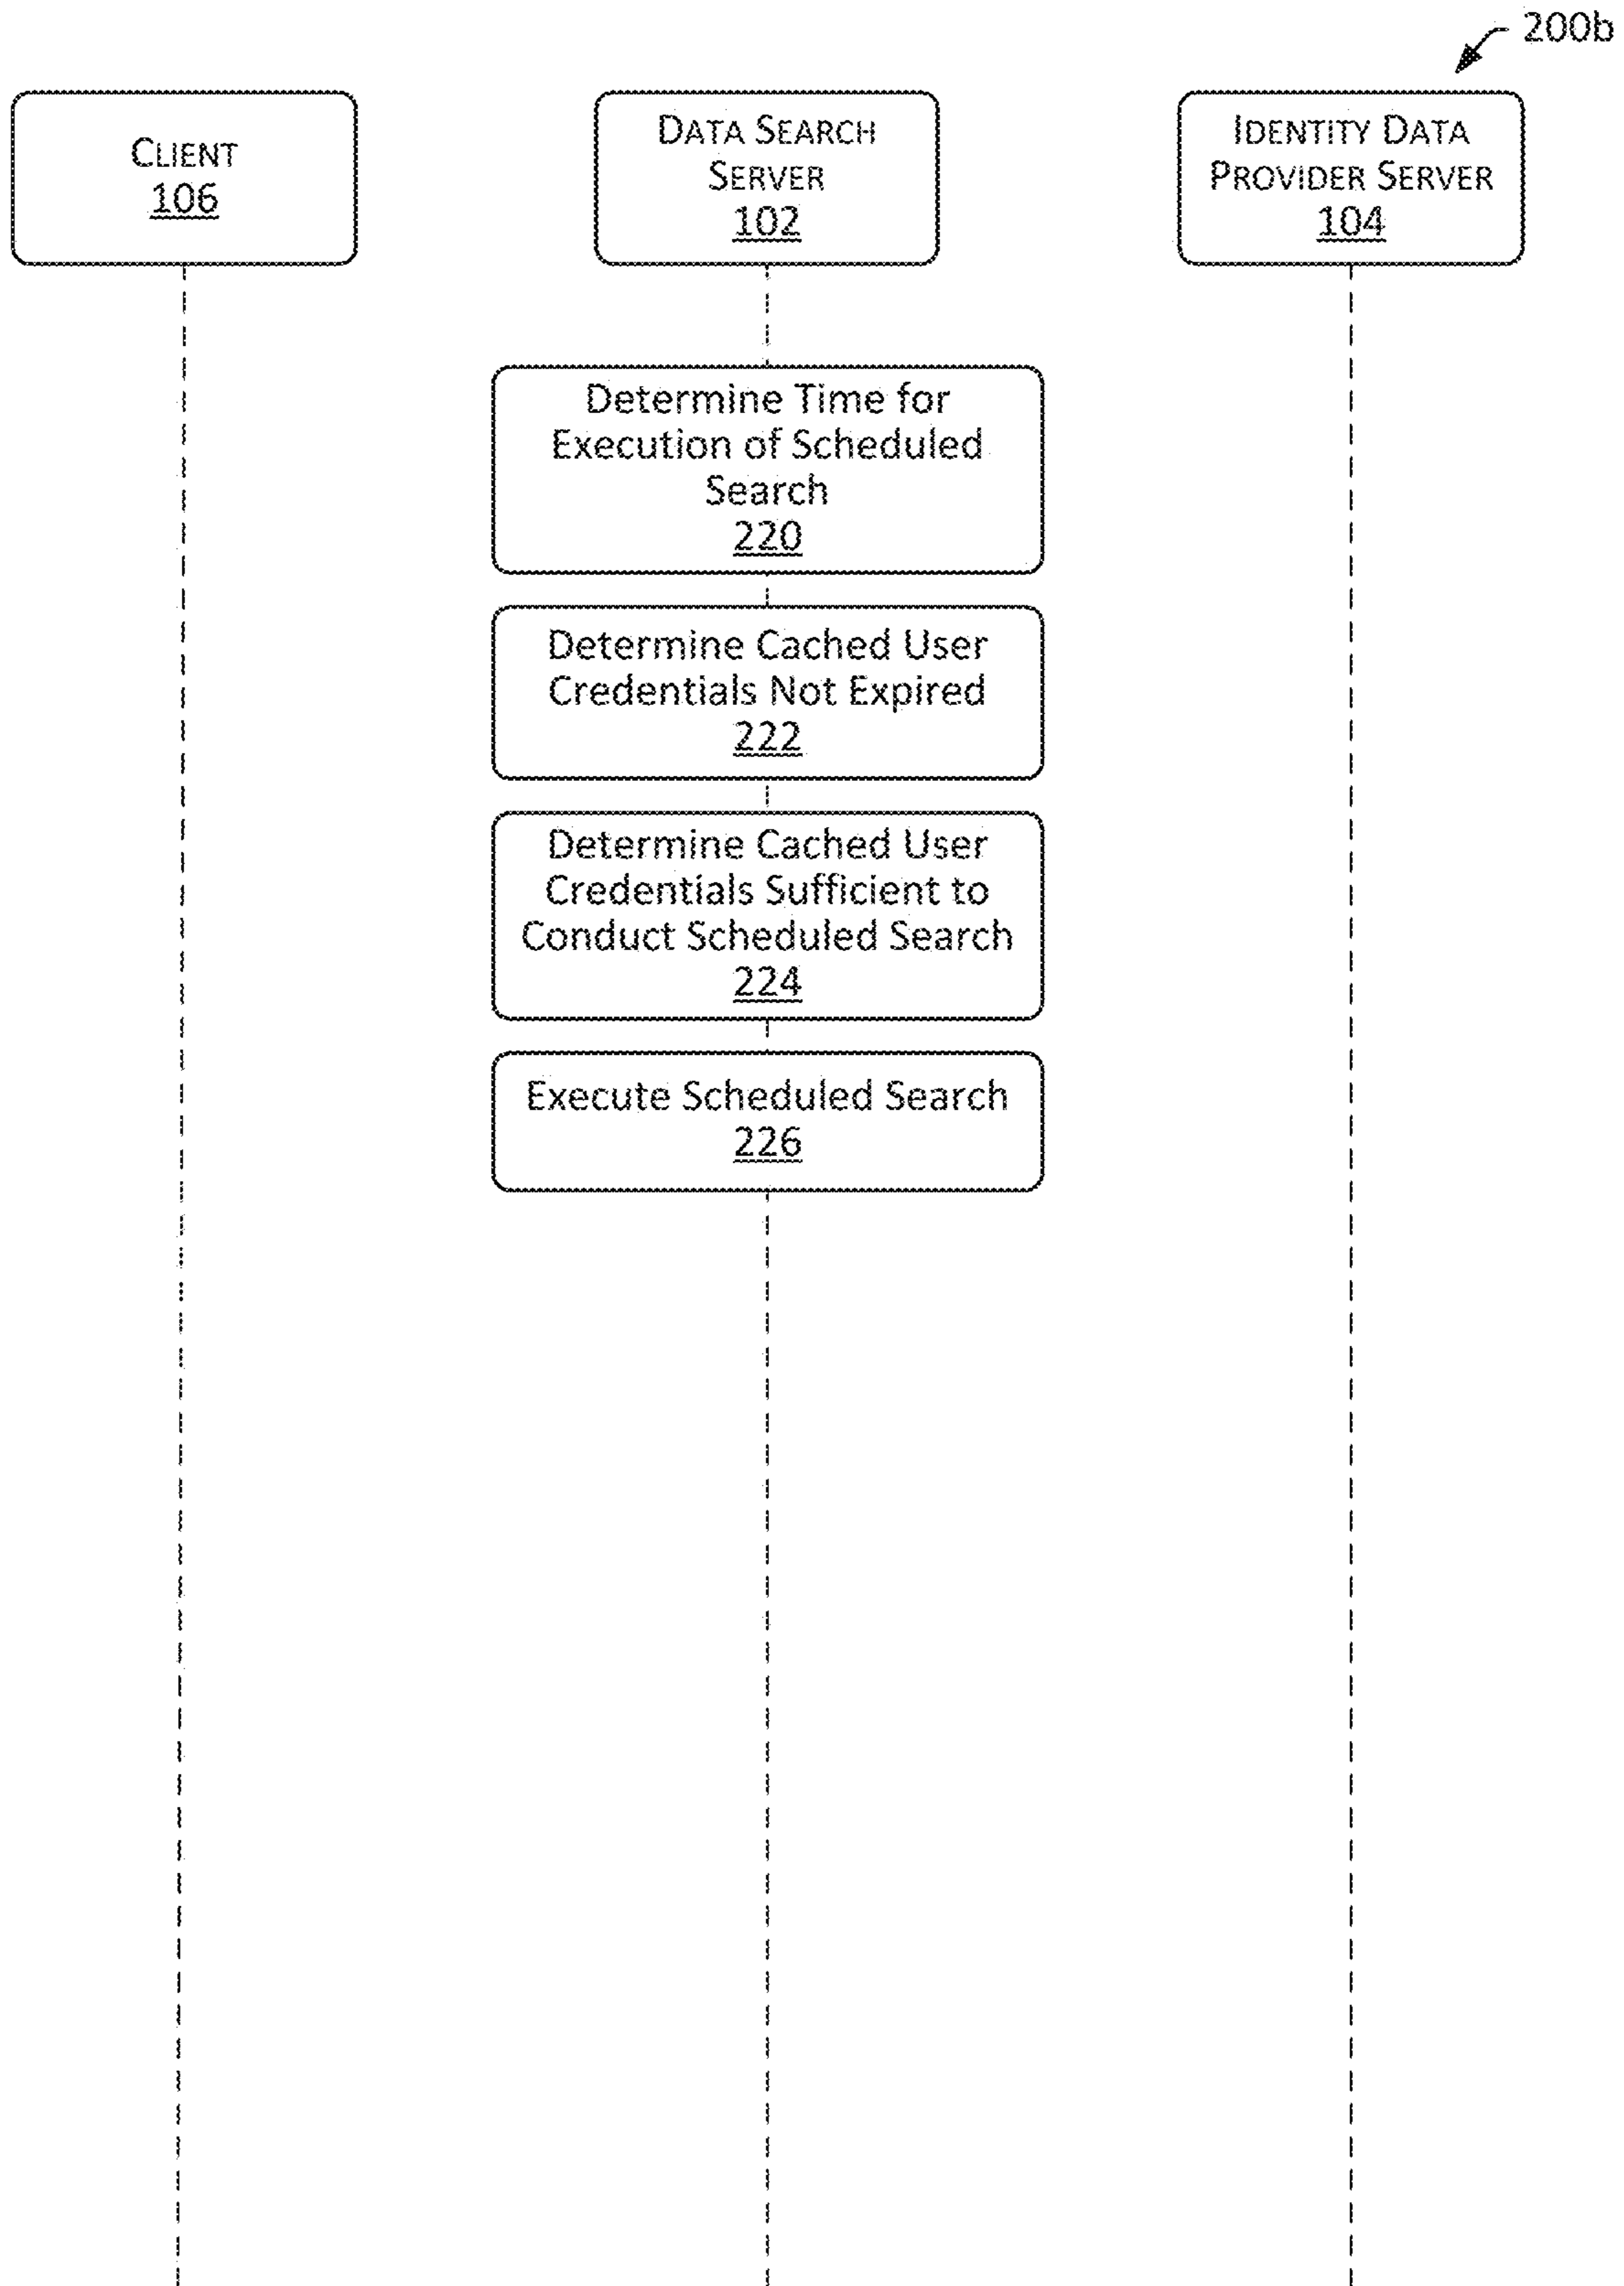 200b
CLIENT
106
DATA SEARCH
SERVER
102
IDENTITY DATA
PROVIDER SERVER
104
Determine Time for
Execution of Scheduled
Search
220
Determine Cached User
Credentials Not Expired
222
Determine Cached User
Credentials Sufficient to
Conduct Scheduled Search
224
Execute Scheduled Search
226